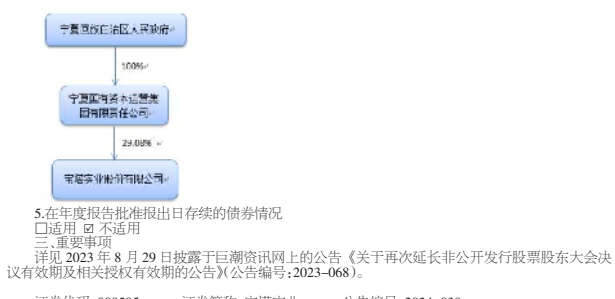 宁夏回族自治区人民政府
100%
宁夏国有资本运营集
团有限责任公司
29.08%
宝塔实业股份有限公司
5.在年度报告批准报出日存续的债券情况
□适用 ☑ 不适用
三、重要事项
详见 2023 年 8 月 29 日披露于巨潮资讯网上的公告《关于再次延长非公开发行股票股东大会决
议有效期及相关授权有效期的公告》(公告编号:2023-068)。